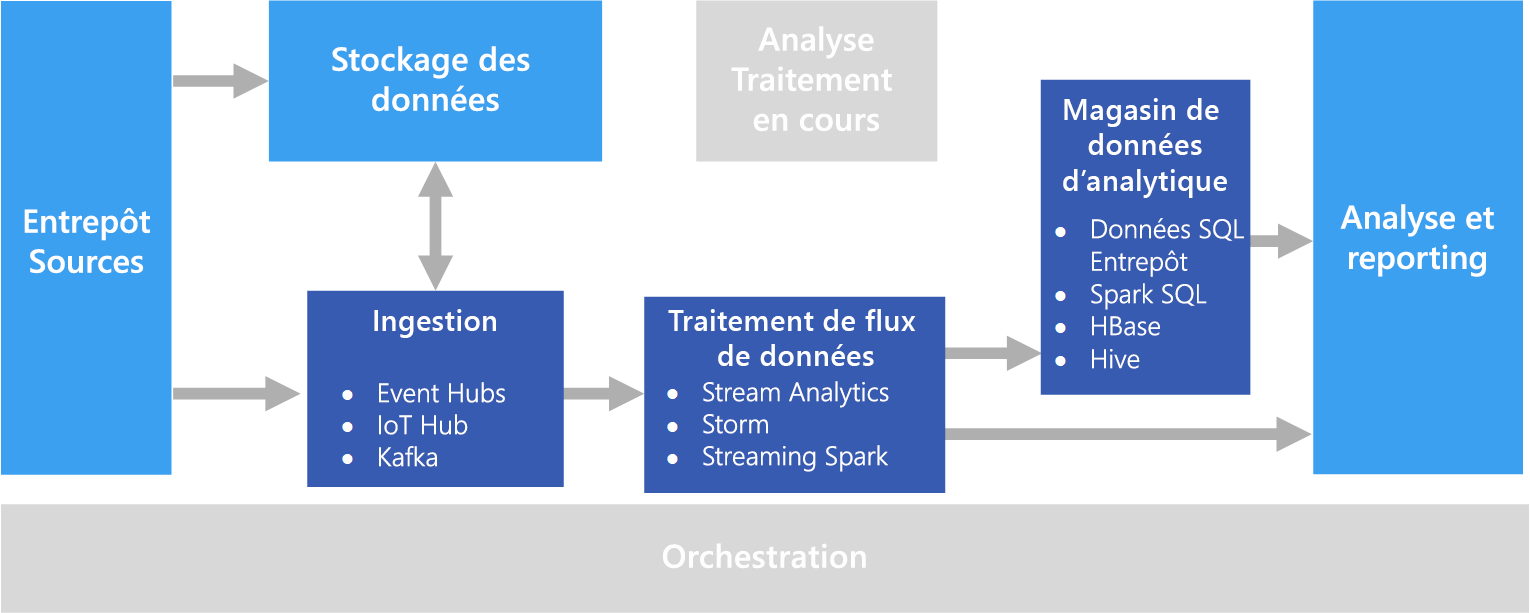 Entrepôt
Sources
Stockage des
données
Analyse
Traitement
en cours
Ingestion
● Event Hubs
● IoT Hub
● Kafka
Traitement de flux
de données
● Stream Analytics
● Storm
● Streaming Spark
Magasin de
données
d’analytique
● Données SQL
Entrepôt
● Spark SQL
● HBase
● Hive
Analyse et
reporting
Orchestration